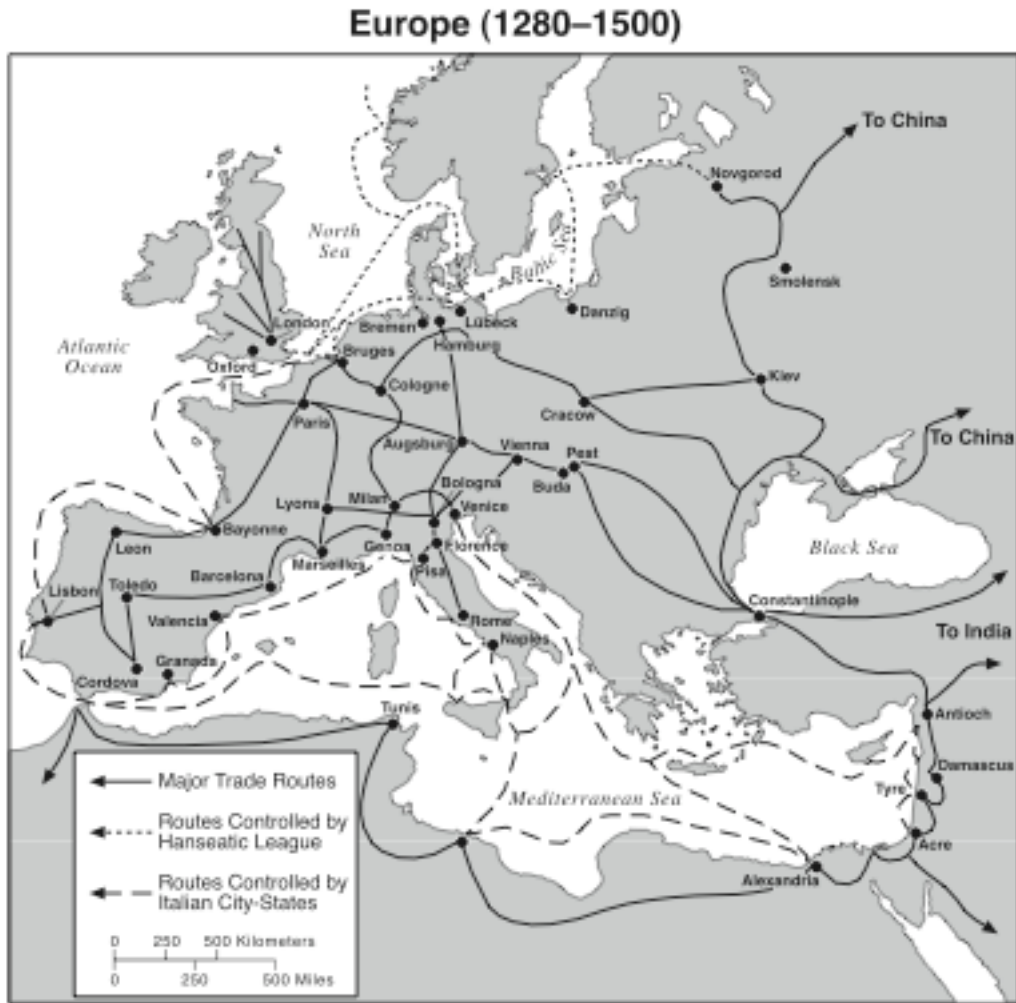 Europe (1280–1500)
To China
Novgorod
North
Sea
Smolensk
Baltic Sea
Danzig
London
Bremen
Lübeck
Atlantic
Ocean
Hamburg
Oxford
Bruges
Kiev
Cologne
Cracow
Paris
To China
Augsburg
Vienna
Pest
Buda
Bologna
Lyons
Milan
Venice
Bayonne
Leon
Genoa
Florence
Black Sea
Marseilles
Pisa
Barcelona
Lisbon
Toledo
Constantinople
Valencia
Rome
To India
Naples
Granada
Cordova
Tunis
Antioch
Major Trade Routes
Damascus
Tyre
Mediterranean Sea
Routes Controlled by
Hanseatic League
Acre
Alexandria
Routes Controlled by
Italian City-States
0 250 500 Kilometers
0 250 500 Miles